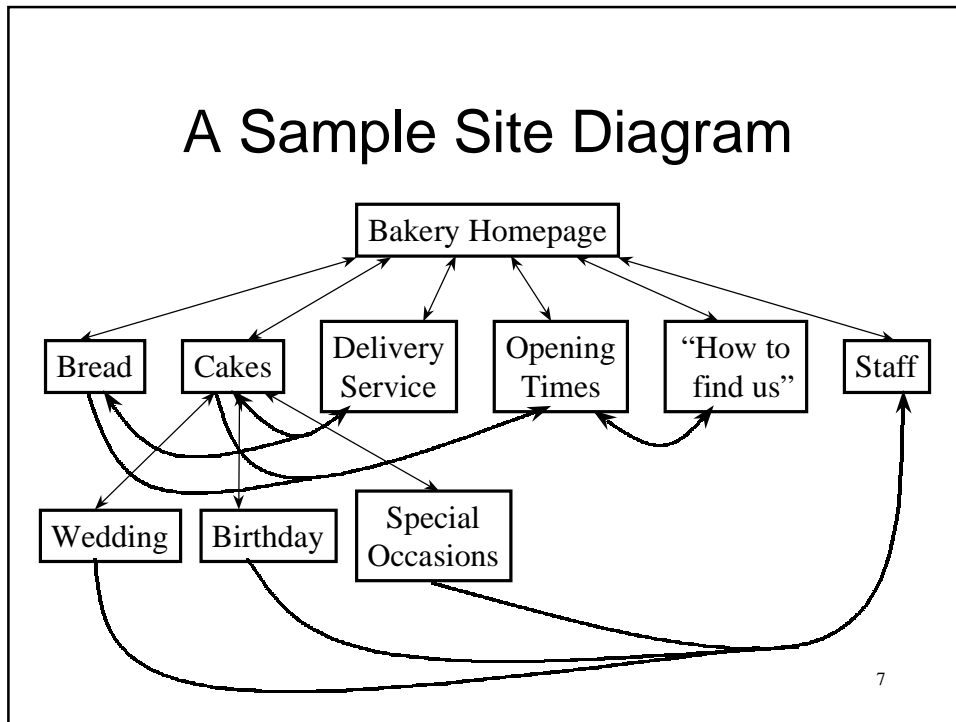 A Sample Site Diagram
Bakery Homepage
Bread
Cakes
Delivery
Service
Opening
Times
“How to
find us”
Staff
Wedding
Birthday
Special
Occasions
7